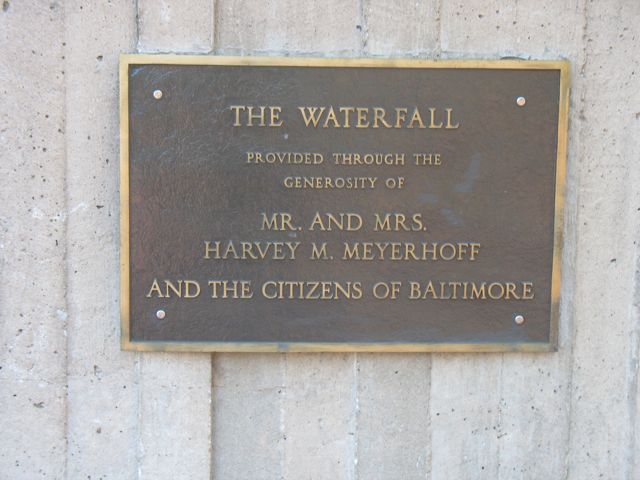 THE WATERFALL
PROVIDED THROUGH THE
GENEROSITY OF
MR. AND MRS.
HARVEY M. MEYERHOFF
AND THE CITIZENS OF BALTIMORE